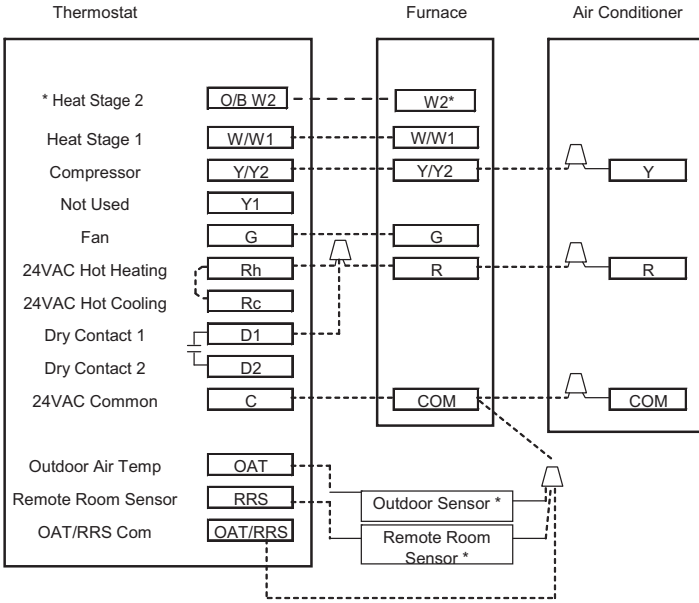 Thermostat Furnace Air Conditioner
* Heat Stage 2 O/B W2 W2*
Heat Stage 1 W/W1 W/W1
Compressor Y/Y2 Y/Y2 Y
Not Used Y1
Fan G G
24VAC Hot Heating Rh R R
24VAC Hot Cooling Rc
Dry Contact 1 D1
Dry Contact 2 D2
24VAC Common C COM COM
Outdoor Air Temp OAT
Remote Room Sensor RRS
Outdoor Sensor *
OAT/RRS Com OAT/RRS
Remote Room
Sensor *